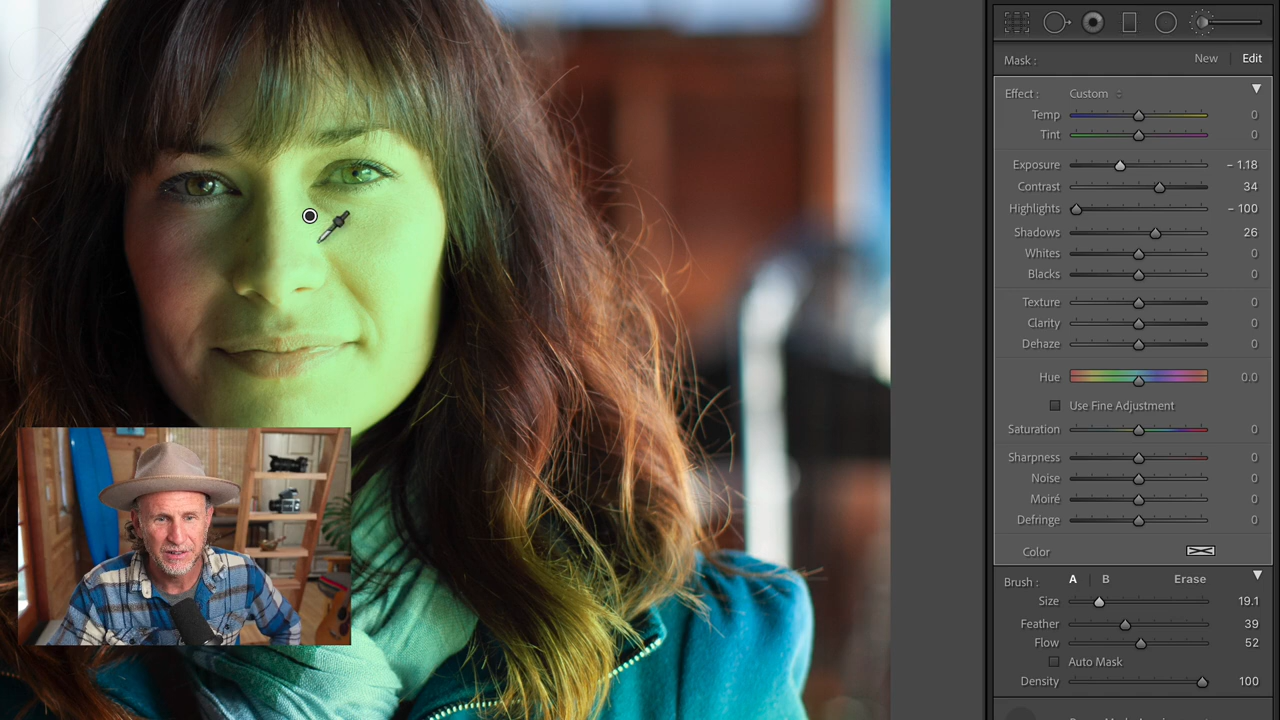 Mask : New | Edit
Effect : Custom
Temp 0
Tint 0
Exposure – 1.18
Contrast 34
Highlights – 100
Shadows 26
Whites 0
Blacks 0
Texture 0
Clarity 0
Dehaze 0
Hue 0.0
Use Fine Adjustment
Saturation 0
Sharpness 0
Noise 0
Moiré 0
Defringe 0
Color
Brush : A | B Erase
Size 19.1
Feather 39
Flow 52
Auto Mask
Density 100